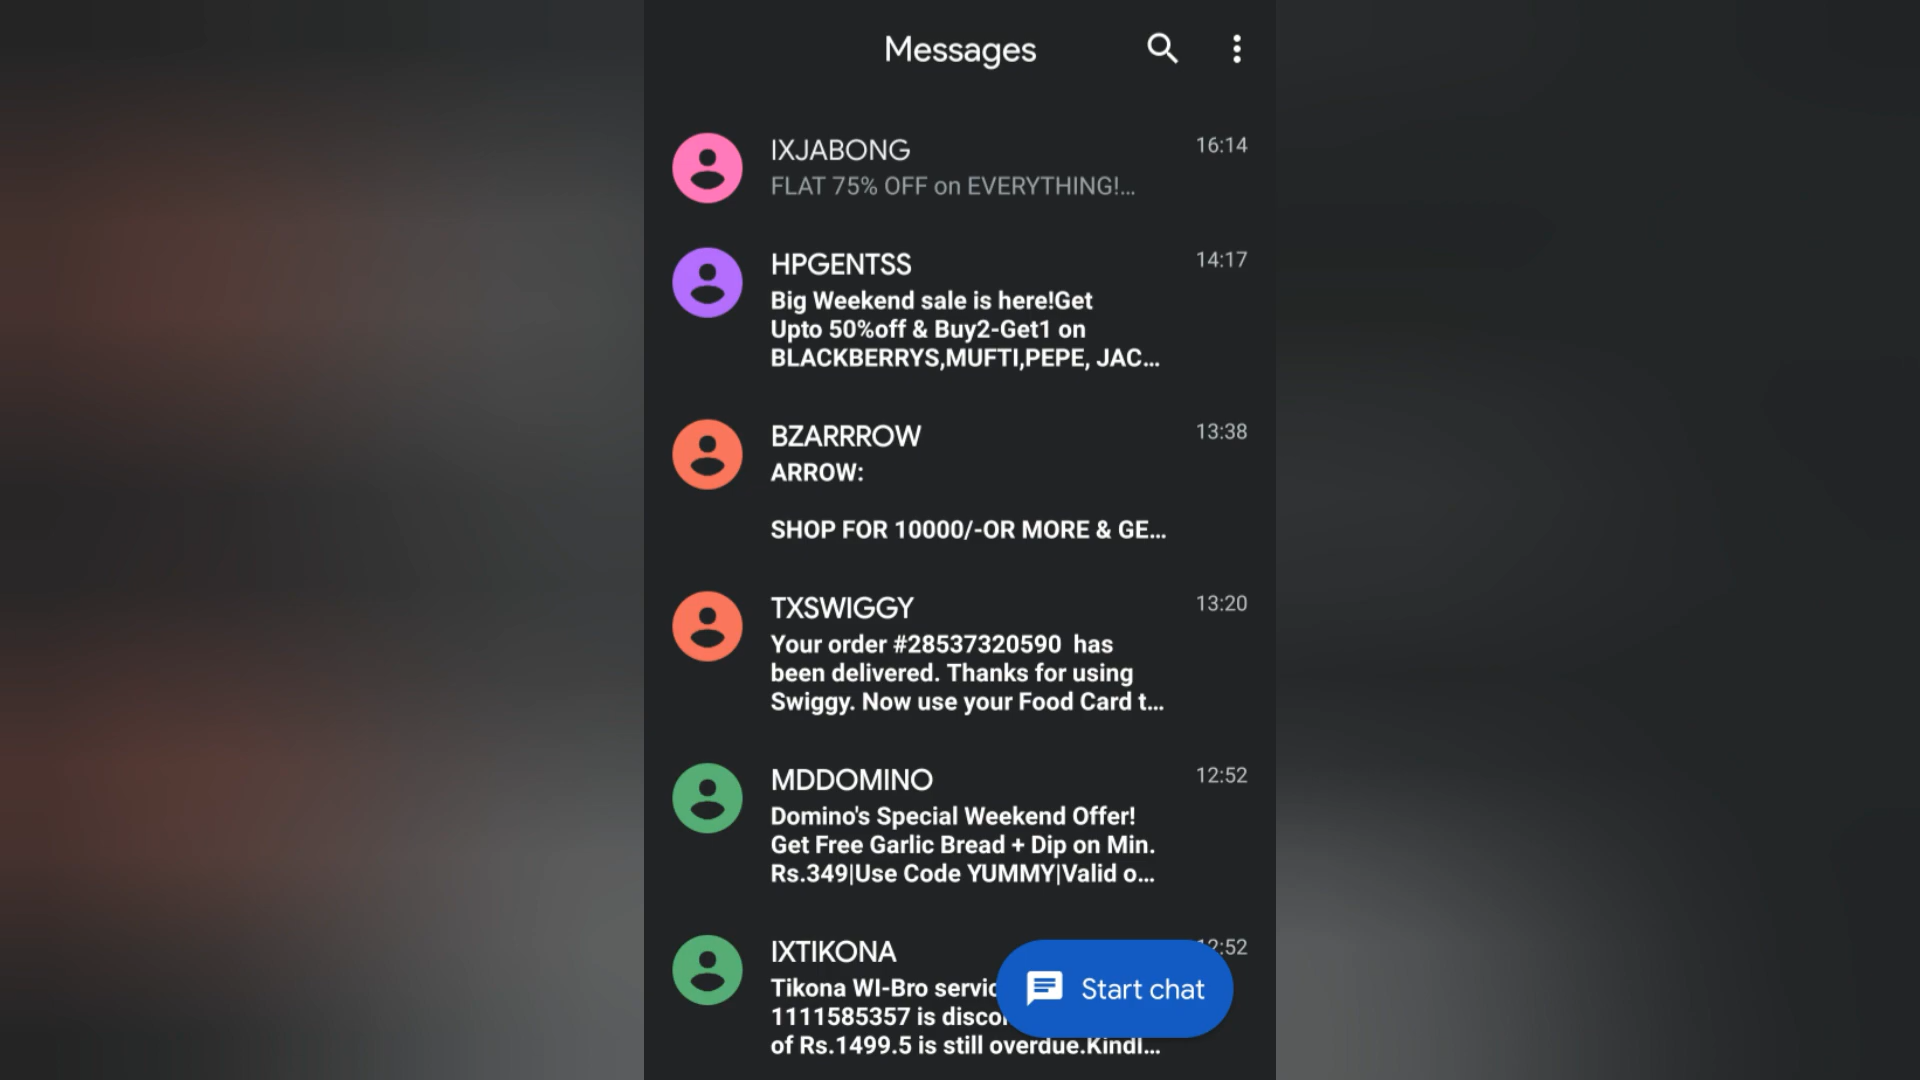 Messages
IXJABONG 16:14
FLAT 75% OFF on EVERYTHING!...
HPGENTSS 14:17
Big Weekend sale is here!Get
Upto 50%off & Buy2-Get1 on
BLACKBERRYS,MUFTI,PEPE, JAC...
BZARRROW 13:38
ARROW:
SHOP FOR 10000/-OR MORE & GE...
TXSWIGGY 13:20
Your order #28537320590 has
been delivered. Thanks for using
Swiggy. Now use your Food Card t...
MDDOMINO 12:52
Domino's Special Weekend Offer!
Get Free Garlic Bread + Dip on Min.
Rs.349|Use Code YUMMY|Valid o...
IXTIKONA 12:52
Tikona WI-Bro servic
Start chat
1111585357 is disco
of Rs.1499.5 is still overdue.Kindl...